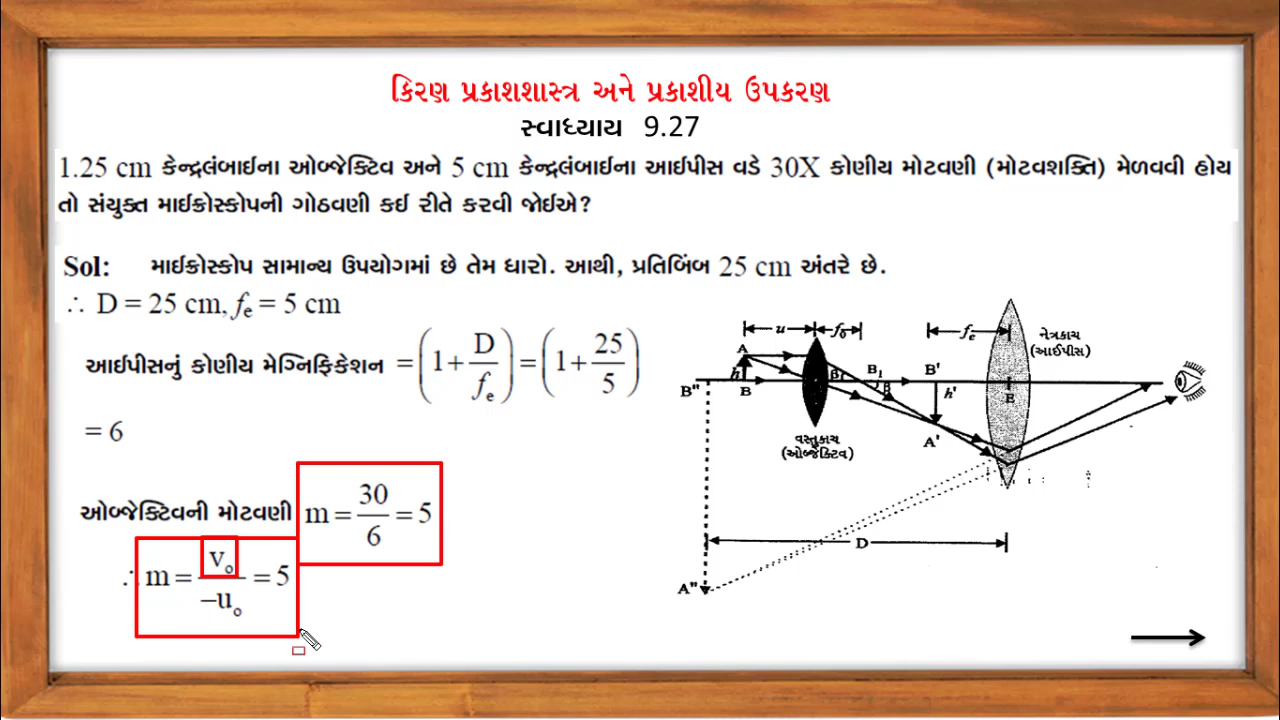 કિરણ પ્રકાશશાસ્ત્ર અને પ્રકાશીય ઉપકરણ
સ્વાધ્યાય 9.27
1.25 cm કેન્દ્રલંબાઈના ઓબ્જેક્ટિવ અને 5 cm કેન્દ્રલંબાઈના આઈપીસ વડે 30X કોણીય મોટવણી (મોટવશક્તિ) મેળવવી હોય
તો સંયુક્ત માઈક્રોસ્કોપની ગોઠવણી કઈ રીતે કરવી જોઈએ?
Sol: માઈક્રોસ્કોપ સામાન્ય ઉપયોગમાં છે તેમ ધારો. આથી, પ્રતિબિંબ 25 cm અંતરે છે.
∴ D = 25 cm, fe = 5 cm
આઈપીસનું કોણીય મેગ્નિફિકેશન = (1 + D/fe) = (1 + 25/5)
= 6
ઓબ્જેક્ટિવની મોટવણી m = 30/6 = 5
∴ m = vo/−uo = 5
u fo fe
નેત્રકાચ
(આઈપીસ)
A h B B" β1 B1 β B' h' A' E
વસ્તુકાચ
(ઓબ્જેક્ટિવ)
D
A"